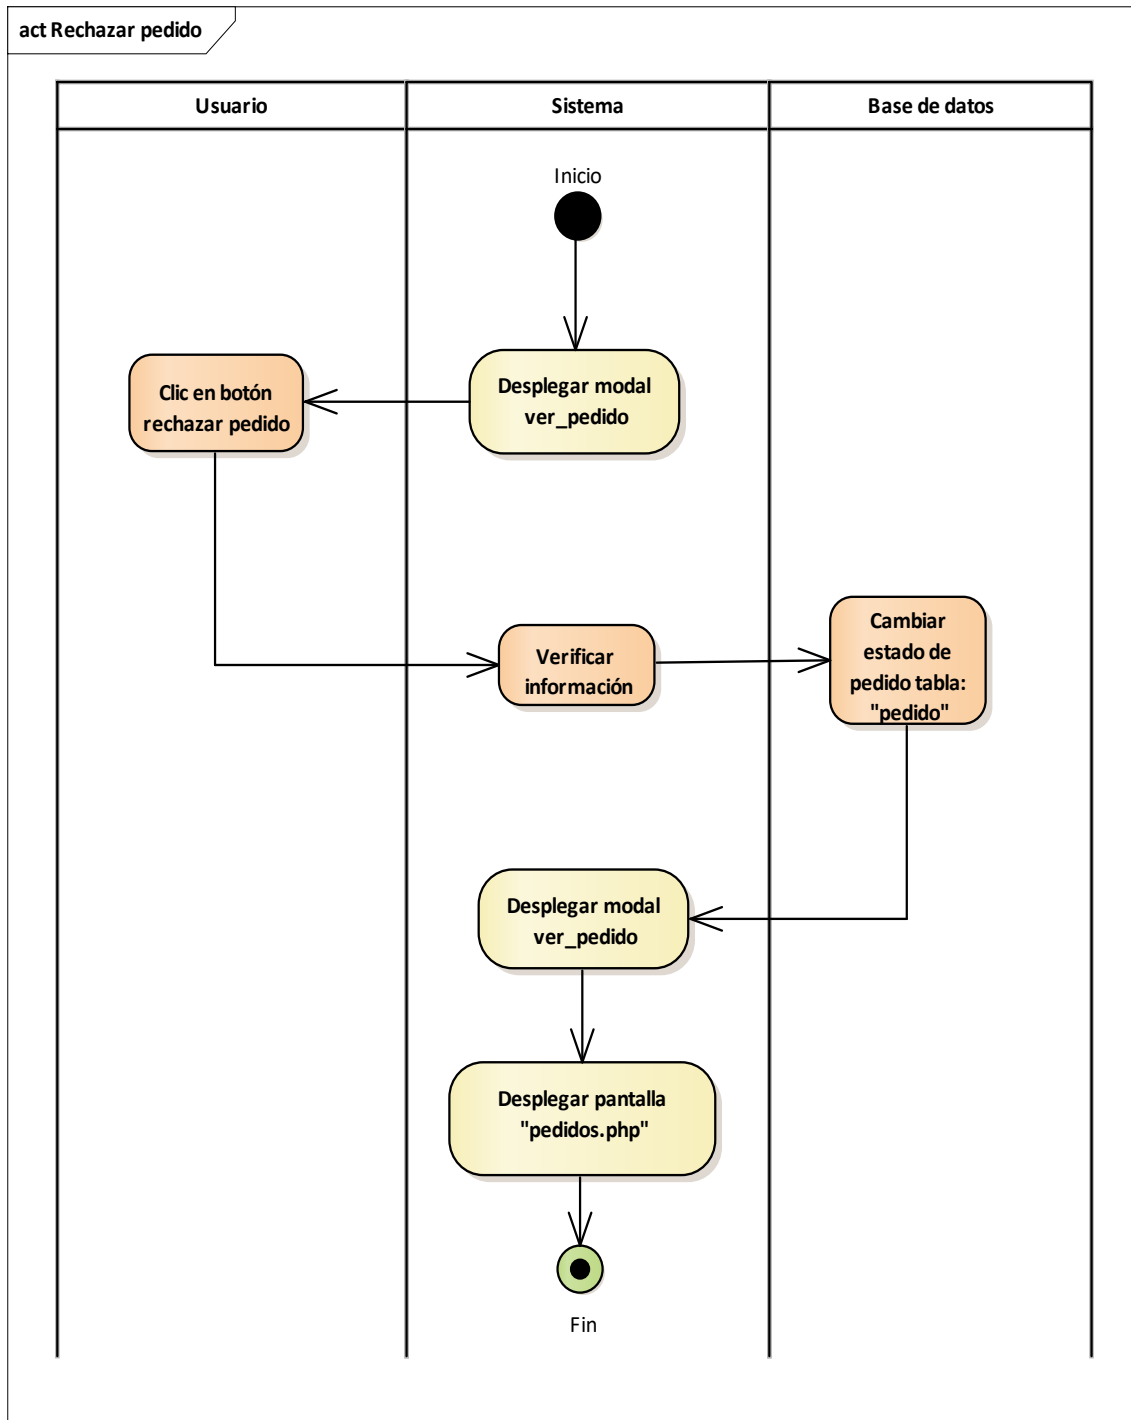 act Rechazar pedido
Usuario
Sistema
Base de datos
Inicio
Desplegar modal
ver_pedido
Clic en botón
rechazar pedido
Verificar
información
Cambiar
estado de
pedido tabla:
"pedido"
Desplegar modal
ver_pedido
Desplegar pantalla
"pedidos.php"
Fin